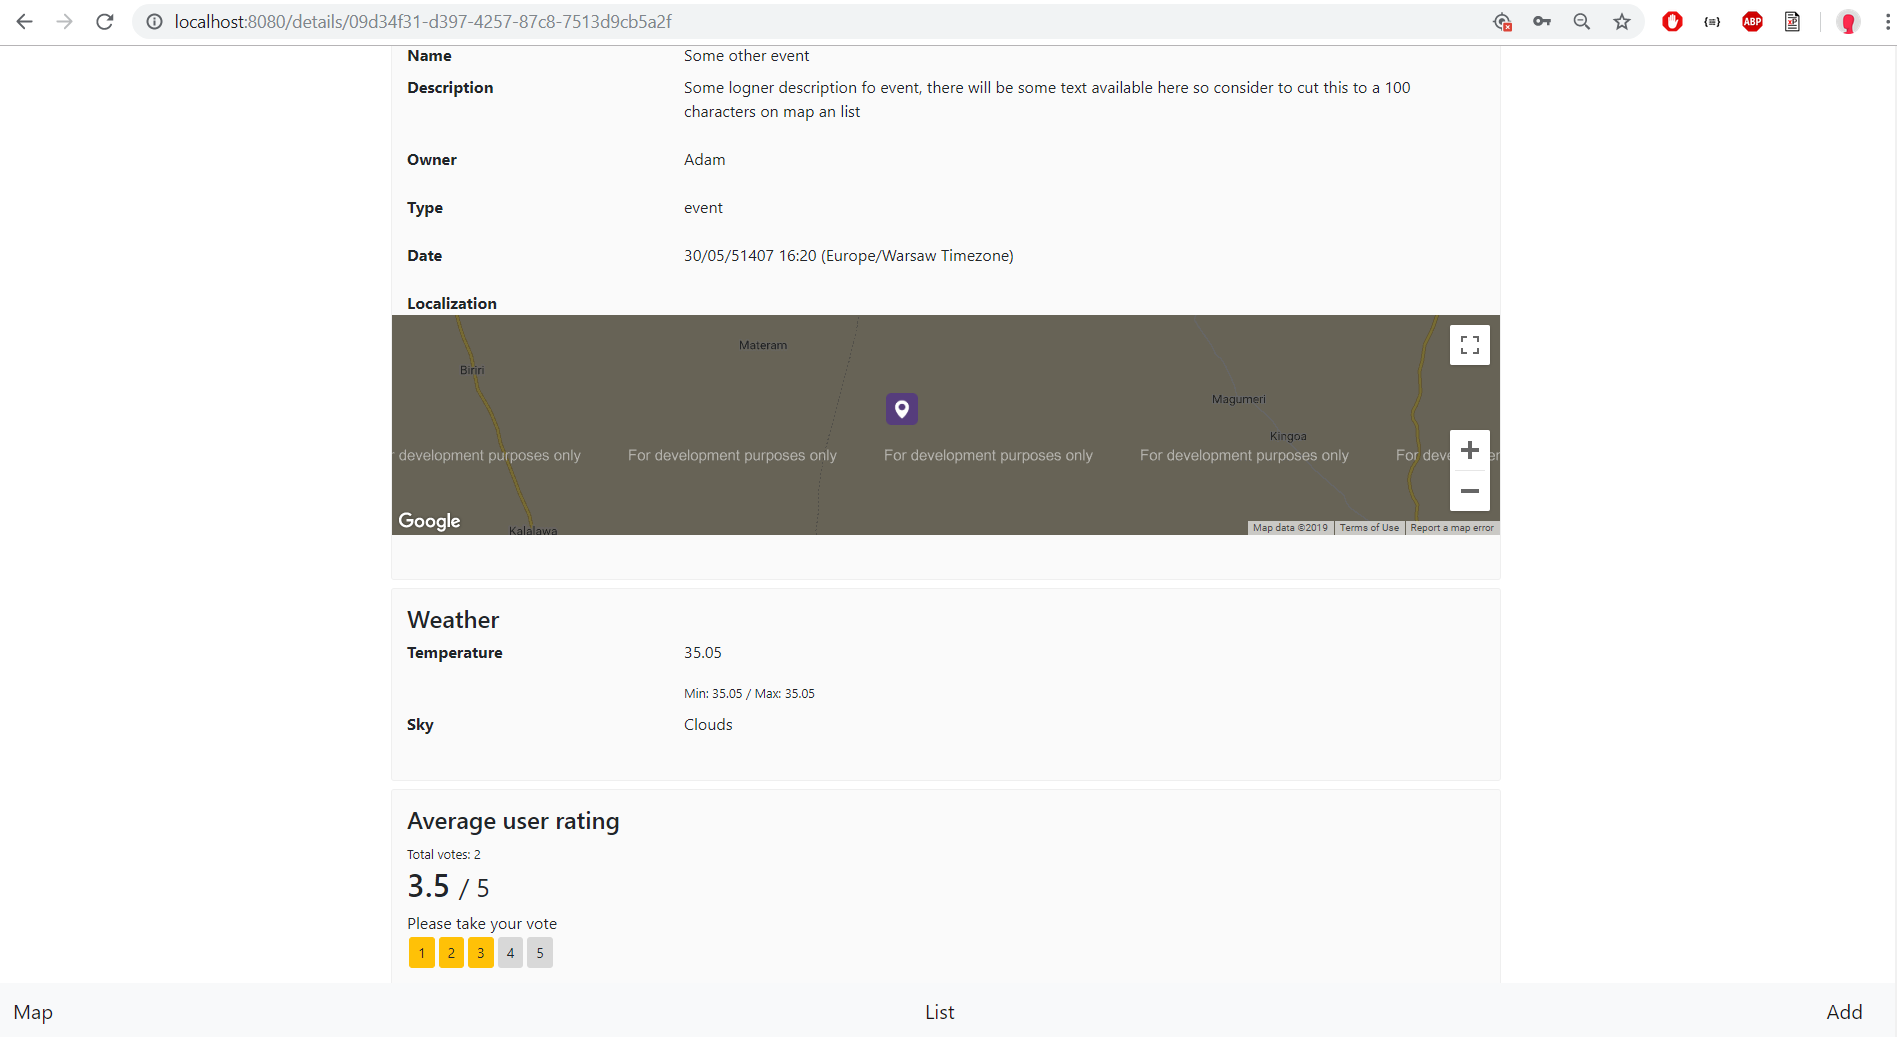 localhost:8080/details/09d34f31-d397-4257-87c8-7513d9cb5a2f
ABP
Name Some other event
Description Some logner description fo event, there will be some text available here so consider to cut this to a 100
characters on map an list
Owner Adam
Type event
Date 30/05/51407 16:20 (Europe/Warsaw Timezone)
Localization
Materam
Biriri
Magumeri
Kingoa
development purposes only For development purposes only For development purposes only For development purposes only For deve
Kalalawa
Google
Map data ©2019 Terms of Use Report a map error
Weather
Temperature 35.05
Min: 35.05 / Max: 35.05
Sky Clouds
Average user rating
Total votes: 2
3.5 / 5
Please take your vote
1 2 3 4 5
Map List Add